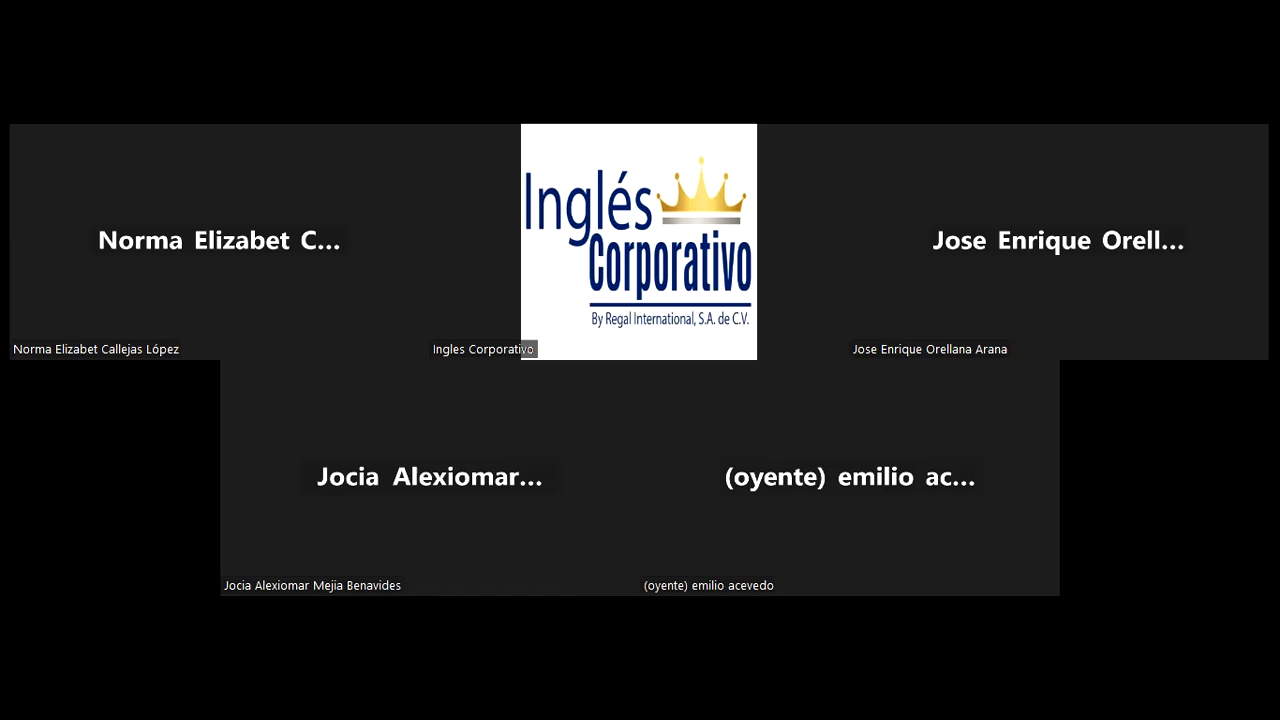 Norma Elizabet C...
Norma Elizabet Callejas López
Inglés
Corporativo
By Regal International, S.A. de C.V.
Ingles Corporativo
Jose Enrique Orell...
Jose Enrique Orellana Arana
Jocia Alexiomar...
Jocia Alexiomar Mejia Benavides
(oyente) emilio ac...
(oyente) emilio acevedo